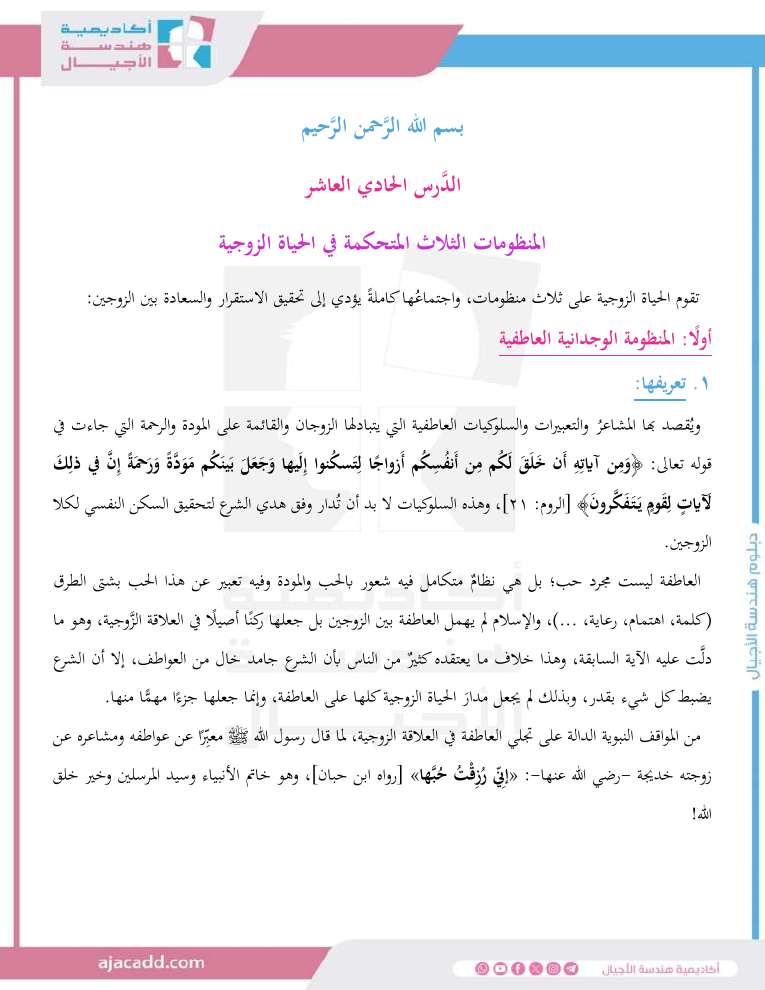 أكاديمية
هندسة
الأجيال
بسم الله الرَّحمن الرَّحيم
الدَّرس الحادي العاشر
المنظومات الثلاث المتحكمة في الحياة الزوجية
تقوم الحياة الزوجية على ثلاث منظومات، واجتماعُها كاملةً يؤدي إلى تحقيق الاستقرار والسعادة بين الزوجين:
أولًا: المنظومة الوجدانية العاطفية
١. تعريفها:
ويُقصد بها المشاعرُ والتعبيرات والسلوكيات العاطفية التي يتبادلها الزوجان والقائمة على المودة والرحمة التي جاءت في
قوله تعالى: ﴿وَمِن آياتِهِ أَن خَلَقَ لَكُم مِن أَنفُسِكُم أَزواجًا لِتَسكُنوا إِلَيها وَجَعَلَ بَينَكُم مَوَدَّةً وَرَحمَةً إِنَّ في ذلِكَ
لَآياتٍ لِقَومٍ يَتَفَكَّرونَ﴾ [الروم: ٢١]، وهذه السلوكيات لا بد أن تُدار وفق هدي الشرع لتحقيق السكن النفسي لكلا
الزوجين.
العاطفة ليست مجرد حب؛ بل هي نظامٌ متكامل فيه شعور بالحب والمودة وفيه تعبير عن هذا الحب بشتى الطرق
(كلمة، اهتمام، رعاية، ...)، والإسلام لم يهمل العاطفة بين الزوجين بل جعلها ركنًا أصيلًا في العلاقة الزَّوجية، وهو ما
دلَّت عليه الآية السابقة، وهذا خلاف ما يعتقده كثيرٌ من الناس بأن الشرع جامد خال من العواطف، إلا أن الشرع
يضبط كل شيء بقدر، وبذلك لم يجعل مدارَ الحياة الزوجية كلها على العاطفة، وإنما جعلها جزءًا مهمًّا منها.
من المواقف النبوية الدالة على تجلي العاطفة في العلاقة الزوجية، لما قال رسول الله ﷺ معبِّرًا عن عواطفه ومشاعره عن
زوجته خديجة -رضي الله عنها-: «إنِّي رُزِقْتُ حُبَّها» [رواه ابن حبان]، وهو خاتم الأنبياء وسيد المرسلين وخير خلق
الله!
دبلوم هندسة الأجيال
أكاديمية هندسة الأجيال
ajacadd.com